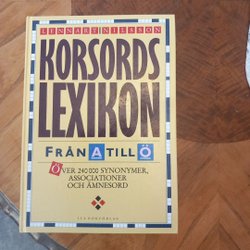 LENNART NILSSON
KORSORDS
LEXIKON
FRÅN A TILL Ö
ÖVER 240 000 SYNONYMER,
ASSOCIATIONER
OCH ÄMNESORD